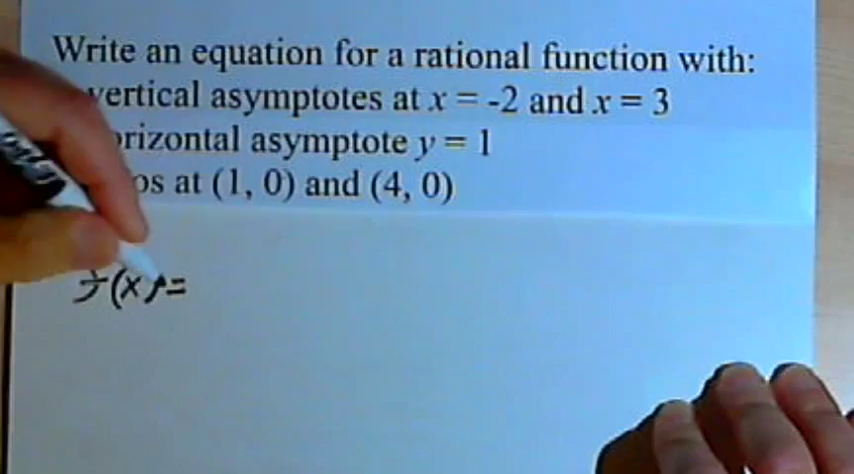 Write an equation for a rational function with:
vertical asymptotes at x = -2 and x = 3
orizontal asymptote y = 1
os at (1, 0) and (4, 0)
f(x)=